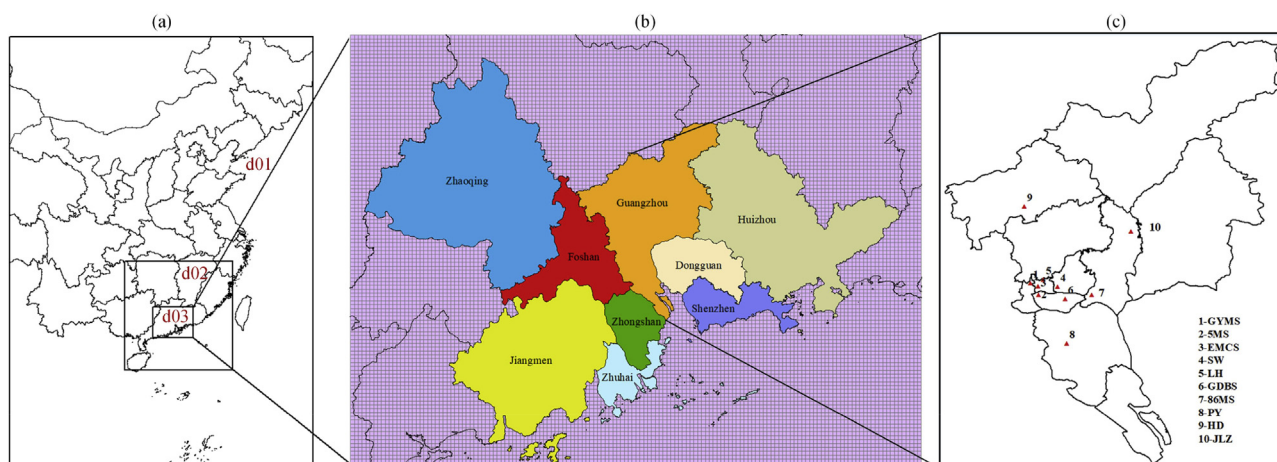 (a)
d01
d02
d03
(b)
Zhaoqing
Guangzhou
Huizhou
Foshan
Dongguan
Shenzhen
Zhongshan
Jiangmen
Zhuhai
(c)
9
10
5
4
2
6
7
8
1-GYMS
2-5MS
3-EMCS
4-SW
5-LH
6-GDBS
7-86MS
8-PY
9-HD
10-JLZ